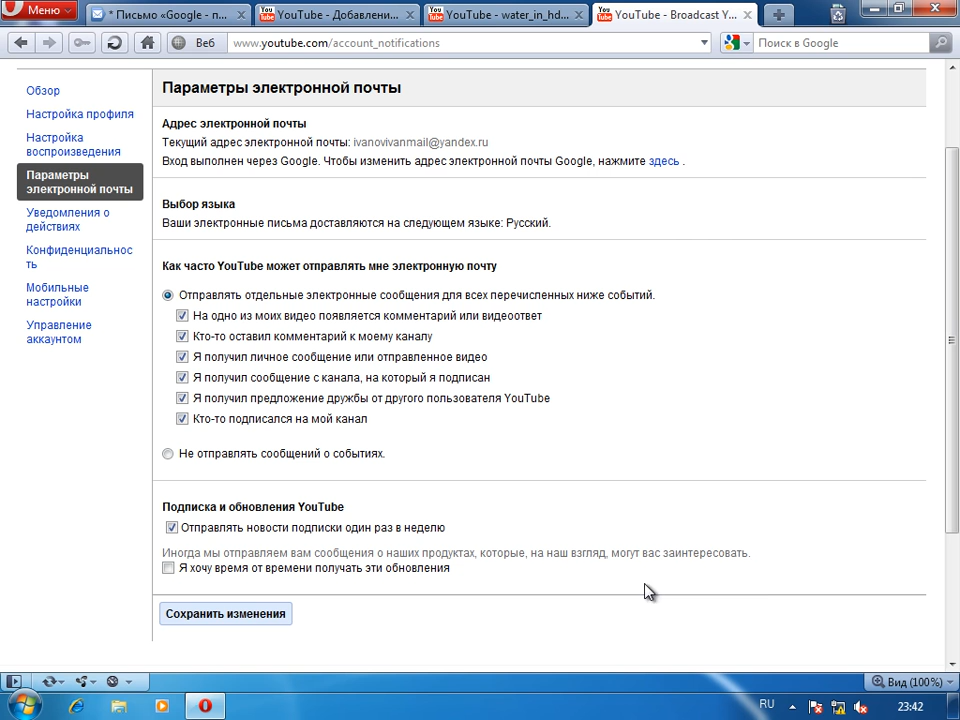 Меню
* Письмо «Google - п...
YouTube - Добавлени...
YouTube - water_in_hd...
YouTube - Broadcast Y...
Веб
www.youtube.com/account_notifications
Поиск в Google
Обзор
Настройка профиля
Настройка
воспроизведения
Параметры
электронной почты
Уведомления о
действиях
Конфиденциальнос
ть
Мобильные
настройки
Управление
аккаунтом
Параметры электронной почты
Адрес электронной почты
Текущий адрес электронной почты: ivanovivanmail@yandex.ru
Вход выполнен через Google. Чтобы изменить адрес электронной почты Google, нажмите здесь .
Выбор языка
Ваши электронные письма доставляются на следующем языке: Русский.
Как часто YouTube может отправлять мне электронную почту
Отправлять отдельные электронные сообщения для всех перечисленных ниже событий.
На одно из моих видео появляется комментарий или видеоответ
Кто-то оставил комментарий к моему каналу
Я получил личное сообщение или отправленное видео
Я получил сообщение с канала, на который я подписан
Я получил предложение дружбы от другого пользователя YouTube
Кто-то подписался на мой канал
Не отправлять сообщений о событиях.
Подписка и обновления YouTube
Отправлять новости подписки один раз в неделю
Иногда мы отправляем вам сообщения о наших продуктах, которые, на наш взгляд, могут вас заинтересовать.
Я хочу время от времени получать эти обновления
Сохранить изменения
Вид (100%)
RU
23:42